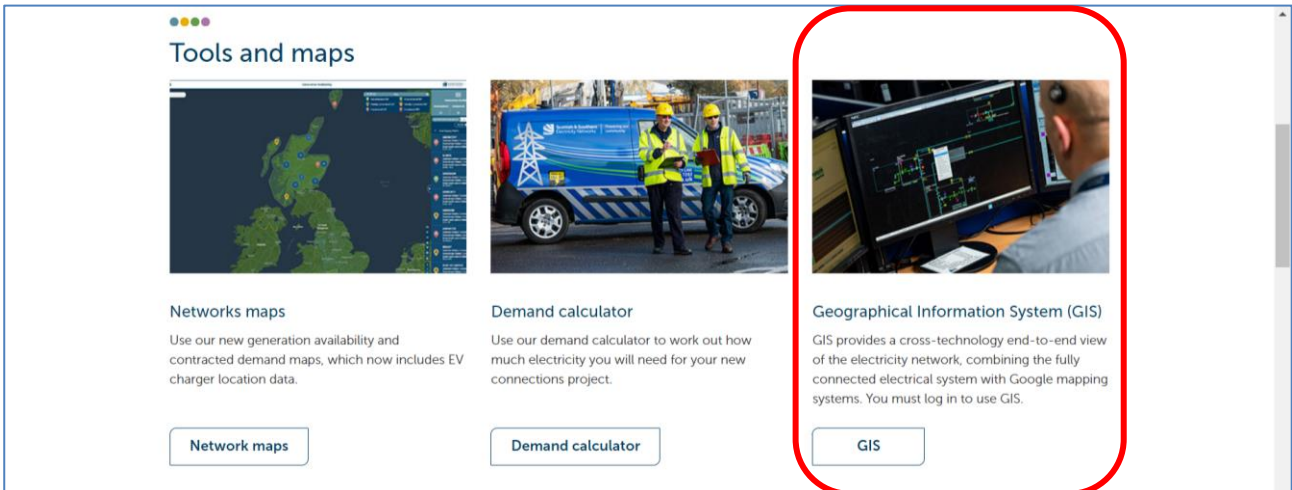 Tools and maps
Scottish & Southern
Electricity Networks
Networks maps
Use our new generation availability and
contracted demand maps, which now includes EV
charger location data.
Network maps
Demand calculator
Use our demand calculator to work out how
much electricity you will need for your new
connections project.
Demand calculator
Geographical Information System (GIS)
GIS provides a cross-technology end-to-end view
of the electricity network, combining the fully
connected electrical system with Google mapping
systems. You must log in to use GIS.
GIS